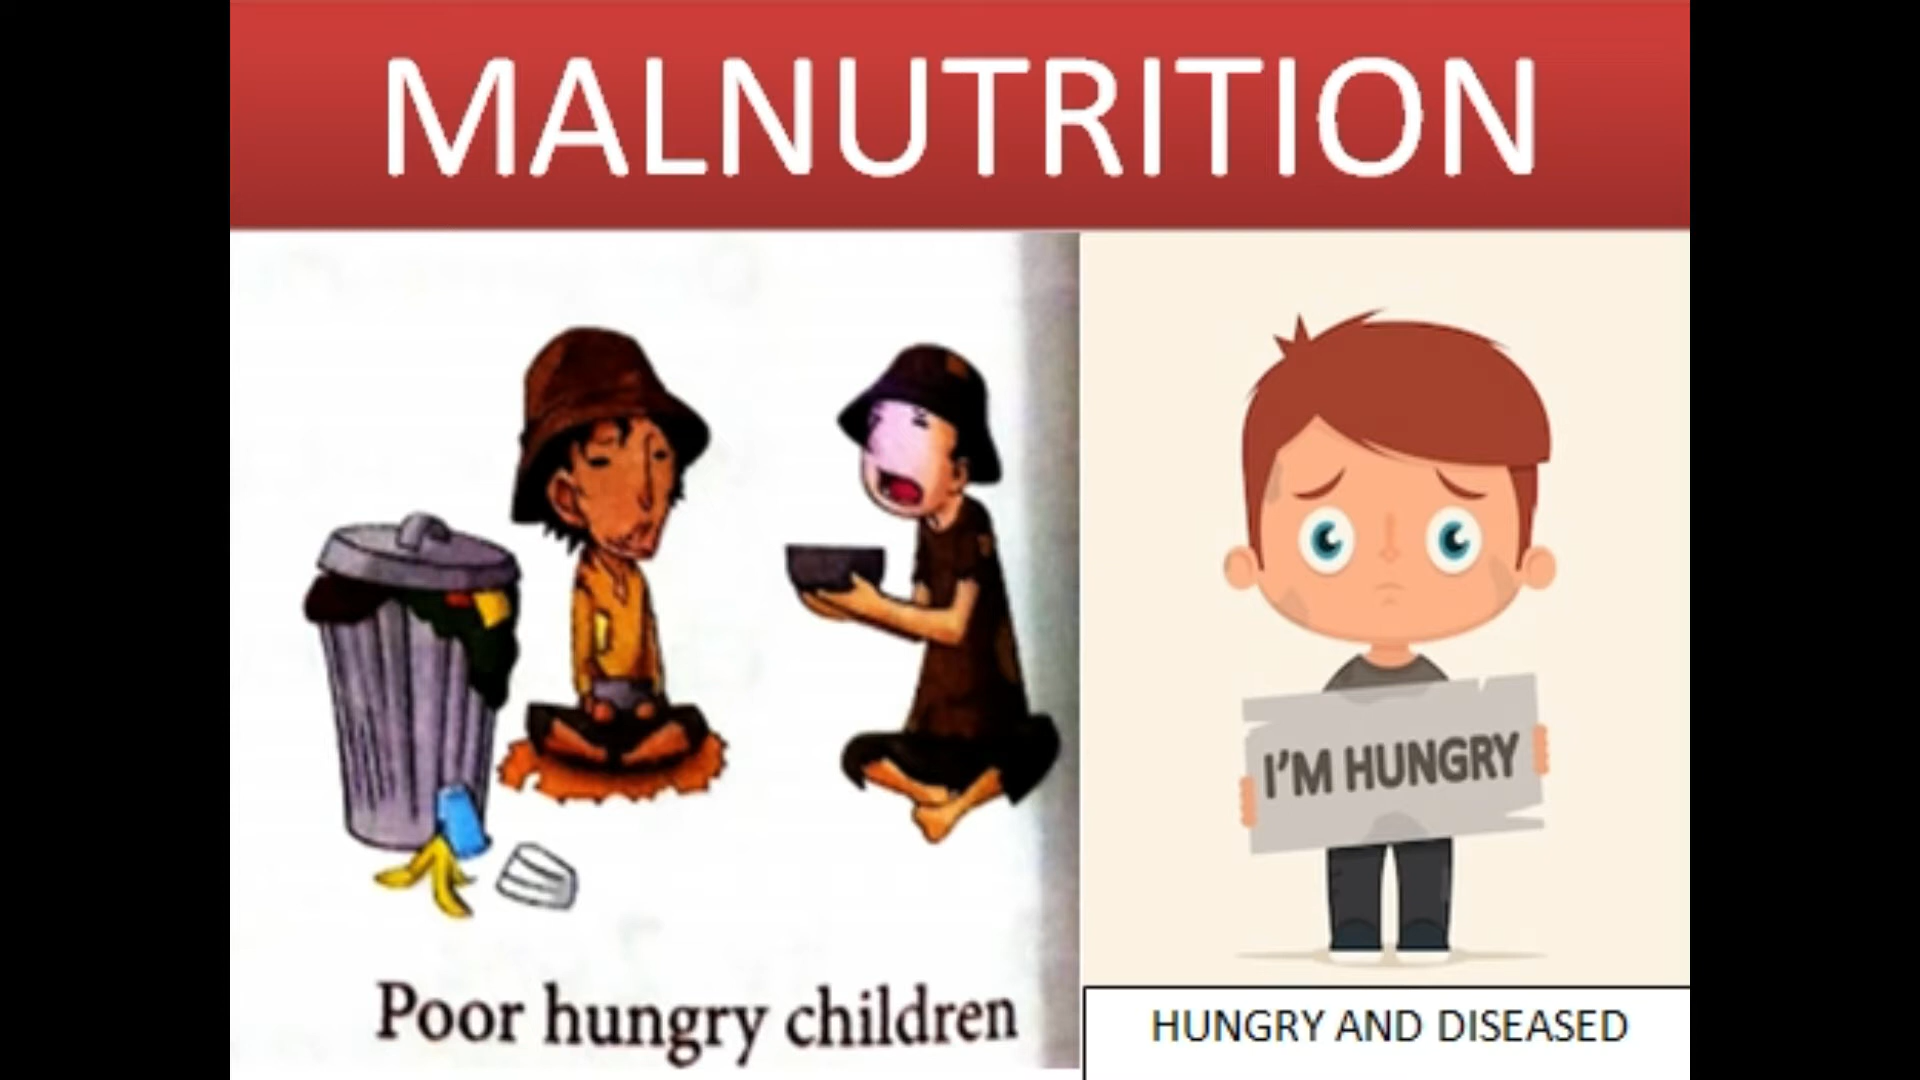 MALNUTRITION
I'M HUNGRY
Poor hungry children
HUNGRY AND DISEASED